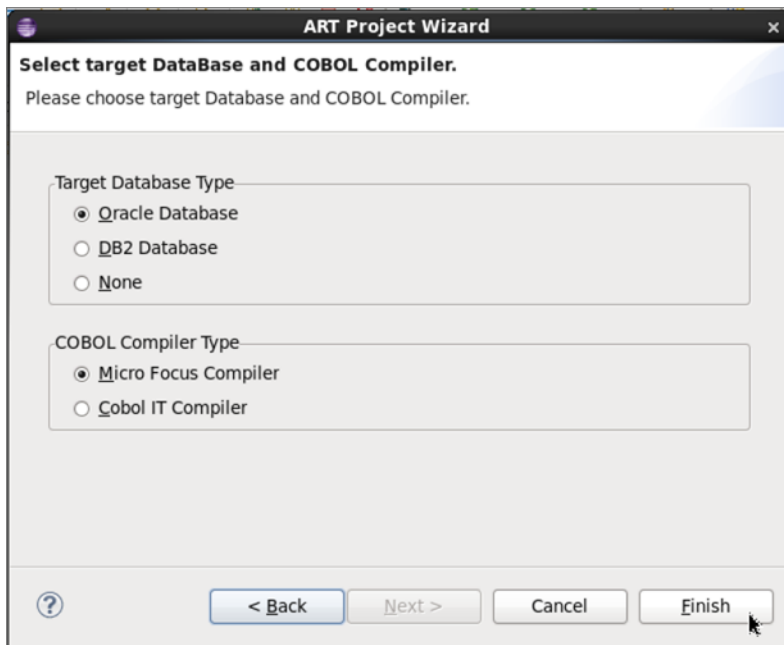 ART Project Wizard
Select target DataBase and COBOL Compiler.
Please choose target Database and COBOL Compiler.
Target Database Type
Oracle Database
DB2 Database
None
COBOL Compiler Type
Micro Focus Compiler
Cobol IT Compiler
< Back Next > Cancel Finish